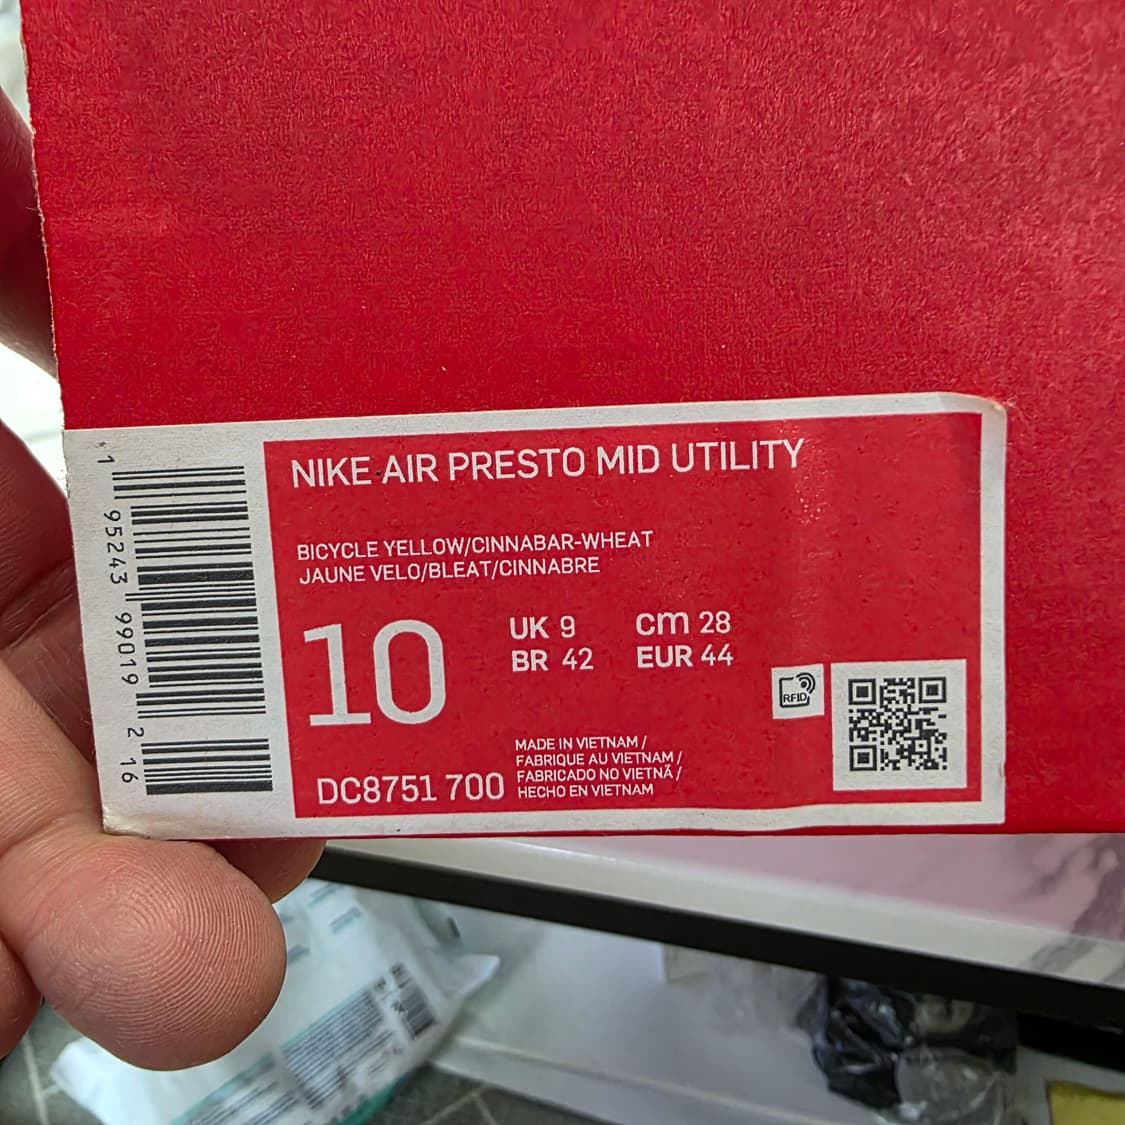 NIKE AIR PRESTO MID UTILITY
BICYCLE YELLOW/CINNABAR-WHEAT
JAUNE VELO/BLEAT/CINNABRE
10
UK 9
cm 28
BR 42
EUR 44
RFID
MADE IN VIETNAM /
FABRIQUE AU VIETNAM /
FABRICADO NO VIETNÃ /
HECHO EN VIETNAM
DC8751 700
1 95243 99019 2 16